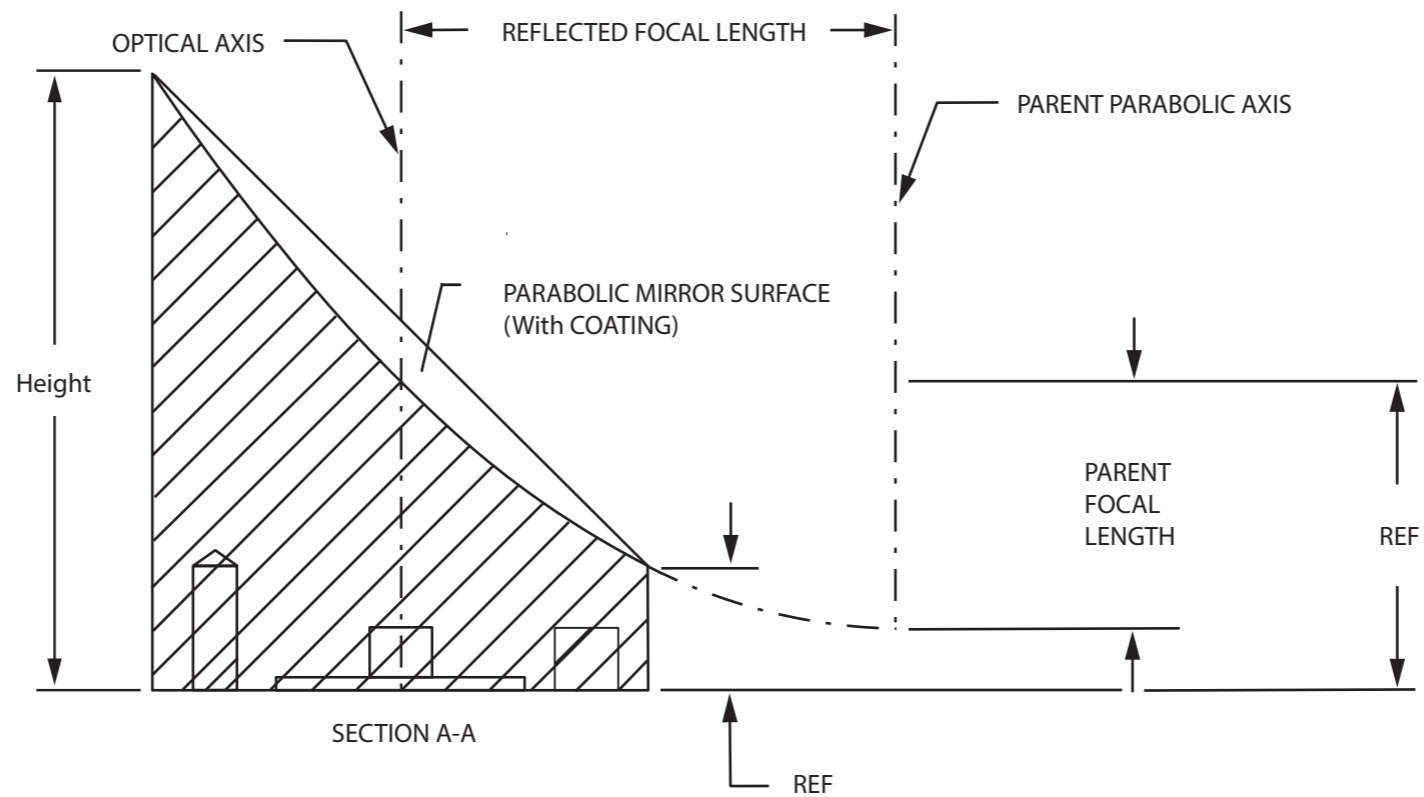 OPTICAL AXIS
REFLECTED FOCAL LENGTH
PARENT PARABOLIC AXIS
PARABOLIC MIRROR SURFACE
(With COATING)
Height
PARENT
FOCAL
LENGTH
REF
SECTION A-A
REF